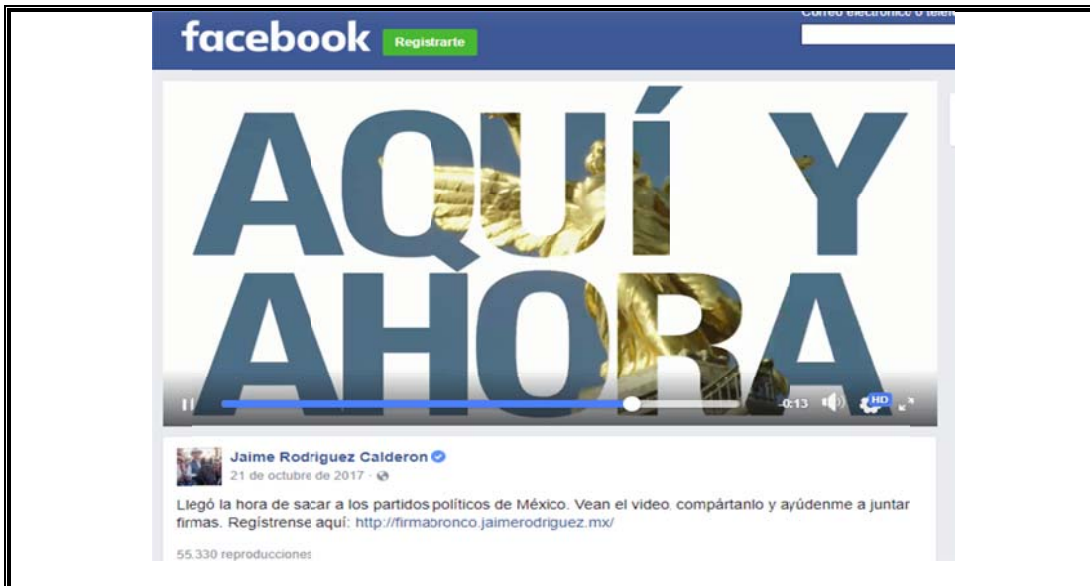 Correo electrónico o teléf
facebook Registrarte
AQUÍ Y
AHORA
-0:13 HD
Jaime Rodriguez Calderon
21 de octubre de 2017 ·
Llegó la hora de sacar a los partidos políticos de México. Vean el video, compártanlo y ayúdenme a juntar
firmas. Regístrense aquí: http://firmabronco.jaimerodriguez.mx/
55.330 reproducciones